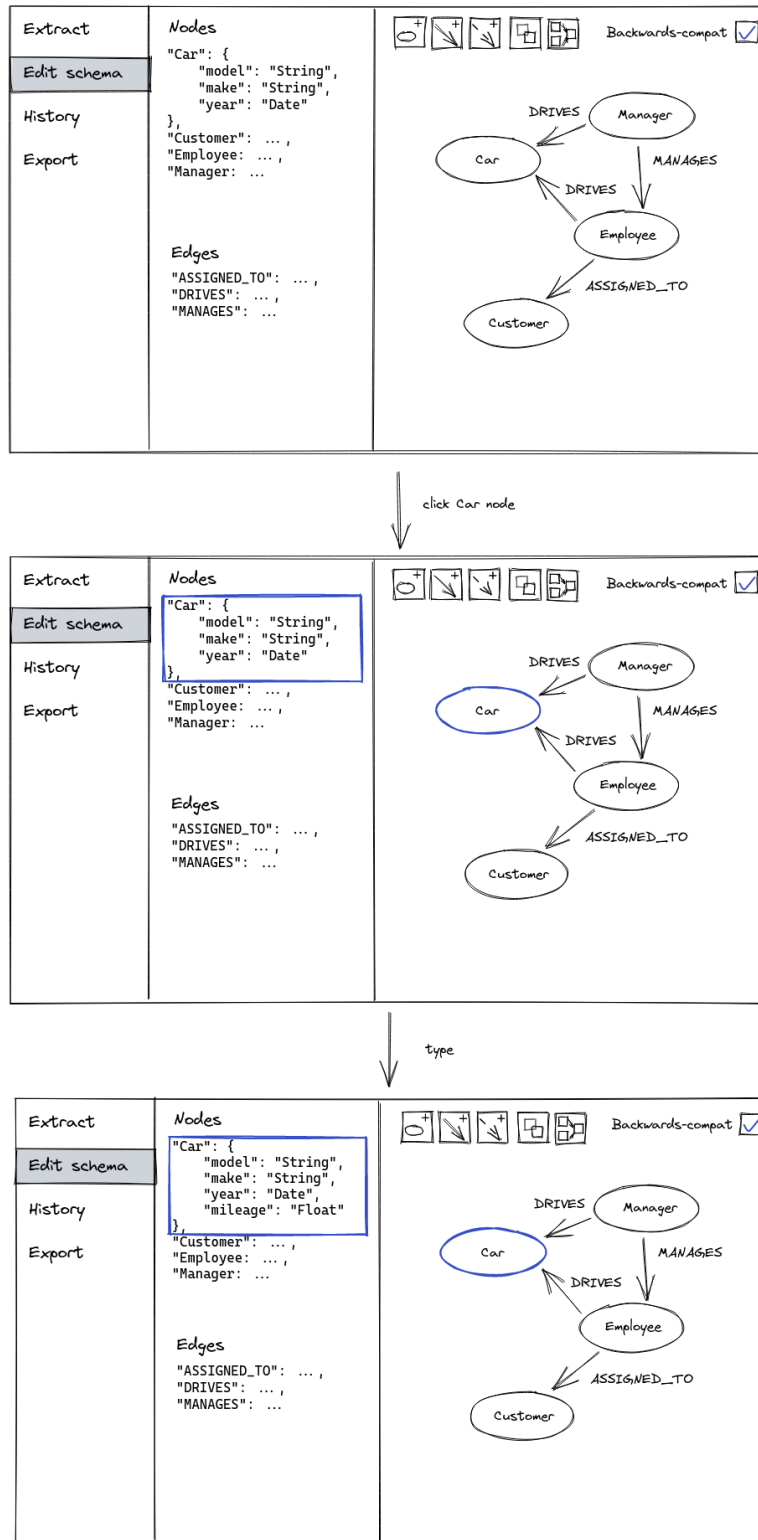 Extract
Edit schema
History
Export
Nodes
"Car": {
"model": "String",
"make": "String",
"year": "Date"
},
"Customer": ...,
"Employee: ...,
"Manager: ...
Edges
"ASSIGNED_TO": ...,
"DRIVES": ...,
"MANAGES": ...
Backwards-compat
DRIVES
Manager
Car
MANAGES
DRIVES
Employee
ASSIGNED_TO
Customer
click Car node
Extract
Edit schema
History
Export
Nodes
"Car": {
"model": "String",
"make": "String",
"year": "Date"
},
"Customer": ...,
"Employee: ...,
"Manager: ...
Edges
"ASSIGNED_TO": ...,
"DRIVES": ...,
"MANAGES": ...
Backwards-compat
DRIVES
Manager
Car
MANAGES
DRIVES
Employee
ASSIGNED_TO
Customer
type
Extract
Edit schema
History
Export
Nodes
"Car": {
"model": "String",
"make": "String",
"year": "Date",
"mileage": "Float"
},
"Customer": ...,
"Employee: ...,
"Manager: ...
Edges
"ASSIGNED_TO": ...,
"DRIVES": ...,
"MANAGES": ...
Backwards-compat
DRIVES
Manager
Car
MANAGES
DRIVES
Employee
ASSIGNED_TO
Customer